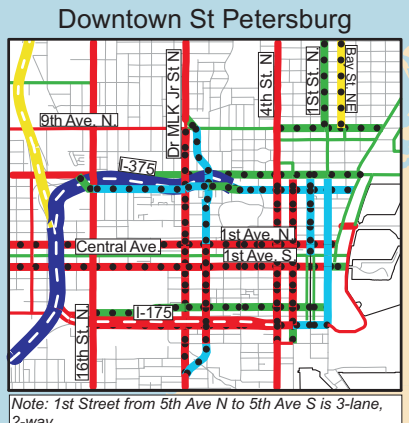 Downtown St Petersburg
Dr MLK Jr St N
4th St. N
1St St. N
Bay St NE
9th Ave. N.
I-375
1st Ave. N.
Central Ave.
1st Ave. S.
I-175
16th St. N.
Note: 1st Street from 5th Ave N to 5th Ave S is 3-lane,
2-way